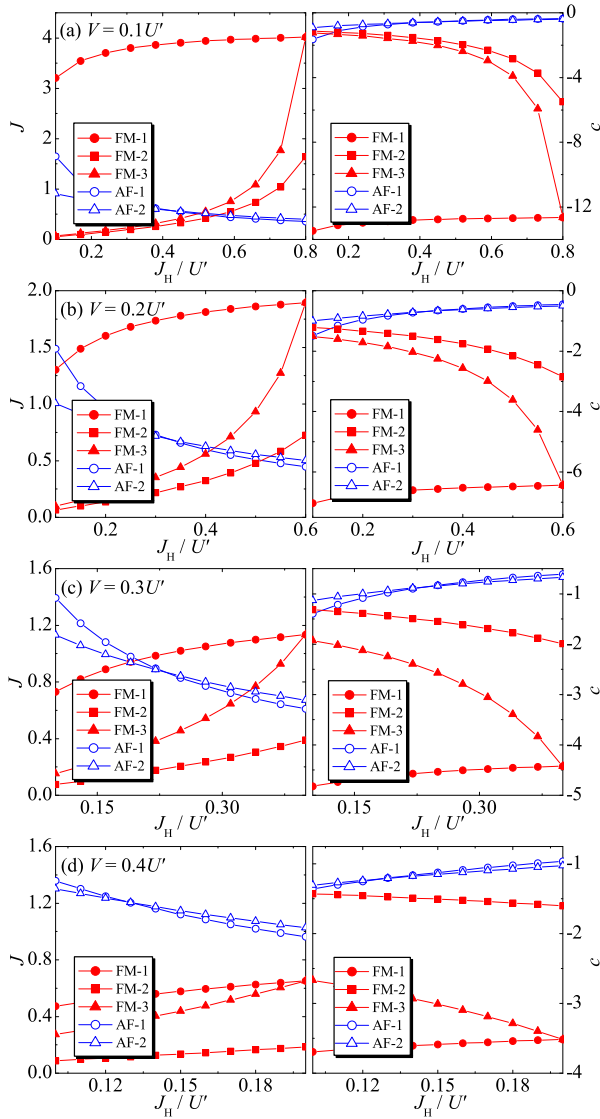 (a) V = 0.1U'
4
3
2
1
0
J
FM-1
FM-2
FM-3
AF-1
AF-2
0.2 0.4 0.6 0.8
J_H / U'
FM-1
FM-2
FM-3
AF-1
AF-2
0
-4
-8
-12
c
0.2 0.4 0.6 0.8
J_H / U'
(b) V = 0.2U'
2.0
1.5
1.0
0.5
0.0
J
FM-1
FM-2
FM-3
AF-1
AF-2
0.2 0.4 0.6
J_H / U'
FM-1
FM-2
FM-3
AF-1
AF-2
0
-2
-4
-6
c
0.2 0.4 0.6
J_H / U'
(c) V = 0.3U'
1.6
1.2
0.8
0.4
0.0
J
FM-1
FM-2
FM-3
AF-1
AF-2
0.15 0.30
J_H / U'
FM-1
FM-2
FM-3
AF-1
AF-2
-1
-2
-3
-4
-5
c
0.15 0.30
J_H / U'
(d) V = 0.4U'
1.6
1.2
0.8
0.4
0.0
J
FM-1
FM-2
FM-3
AF-1
AF-2
0.12 0.15 0.18
J_H / U'
FM-1
FM-2
FM-3
AF-1
AF-2
-1
-2
-3
-4
c
0.12 0.15 0.18
J_H / U'